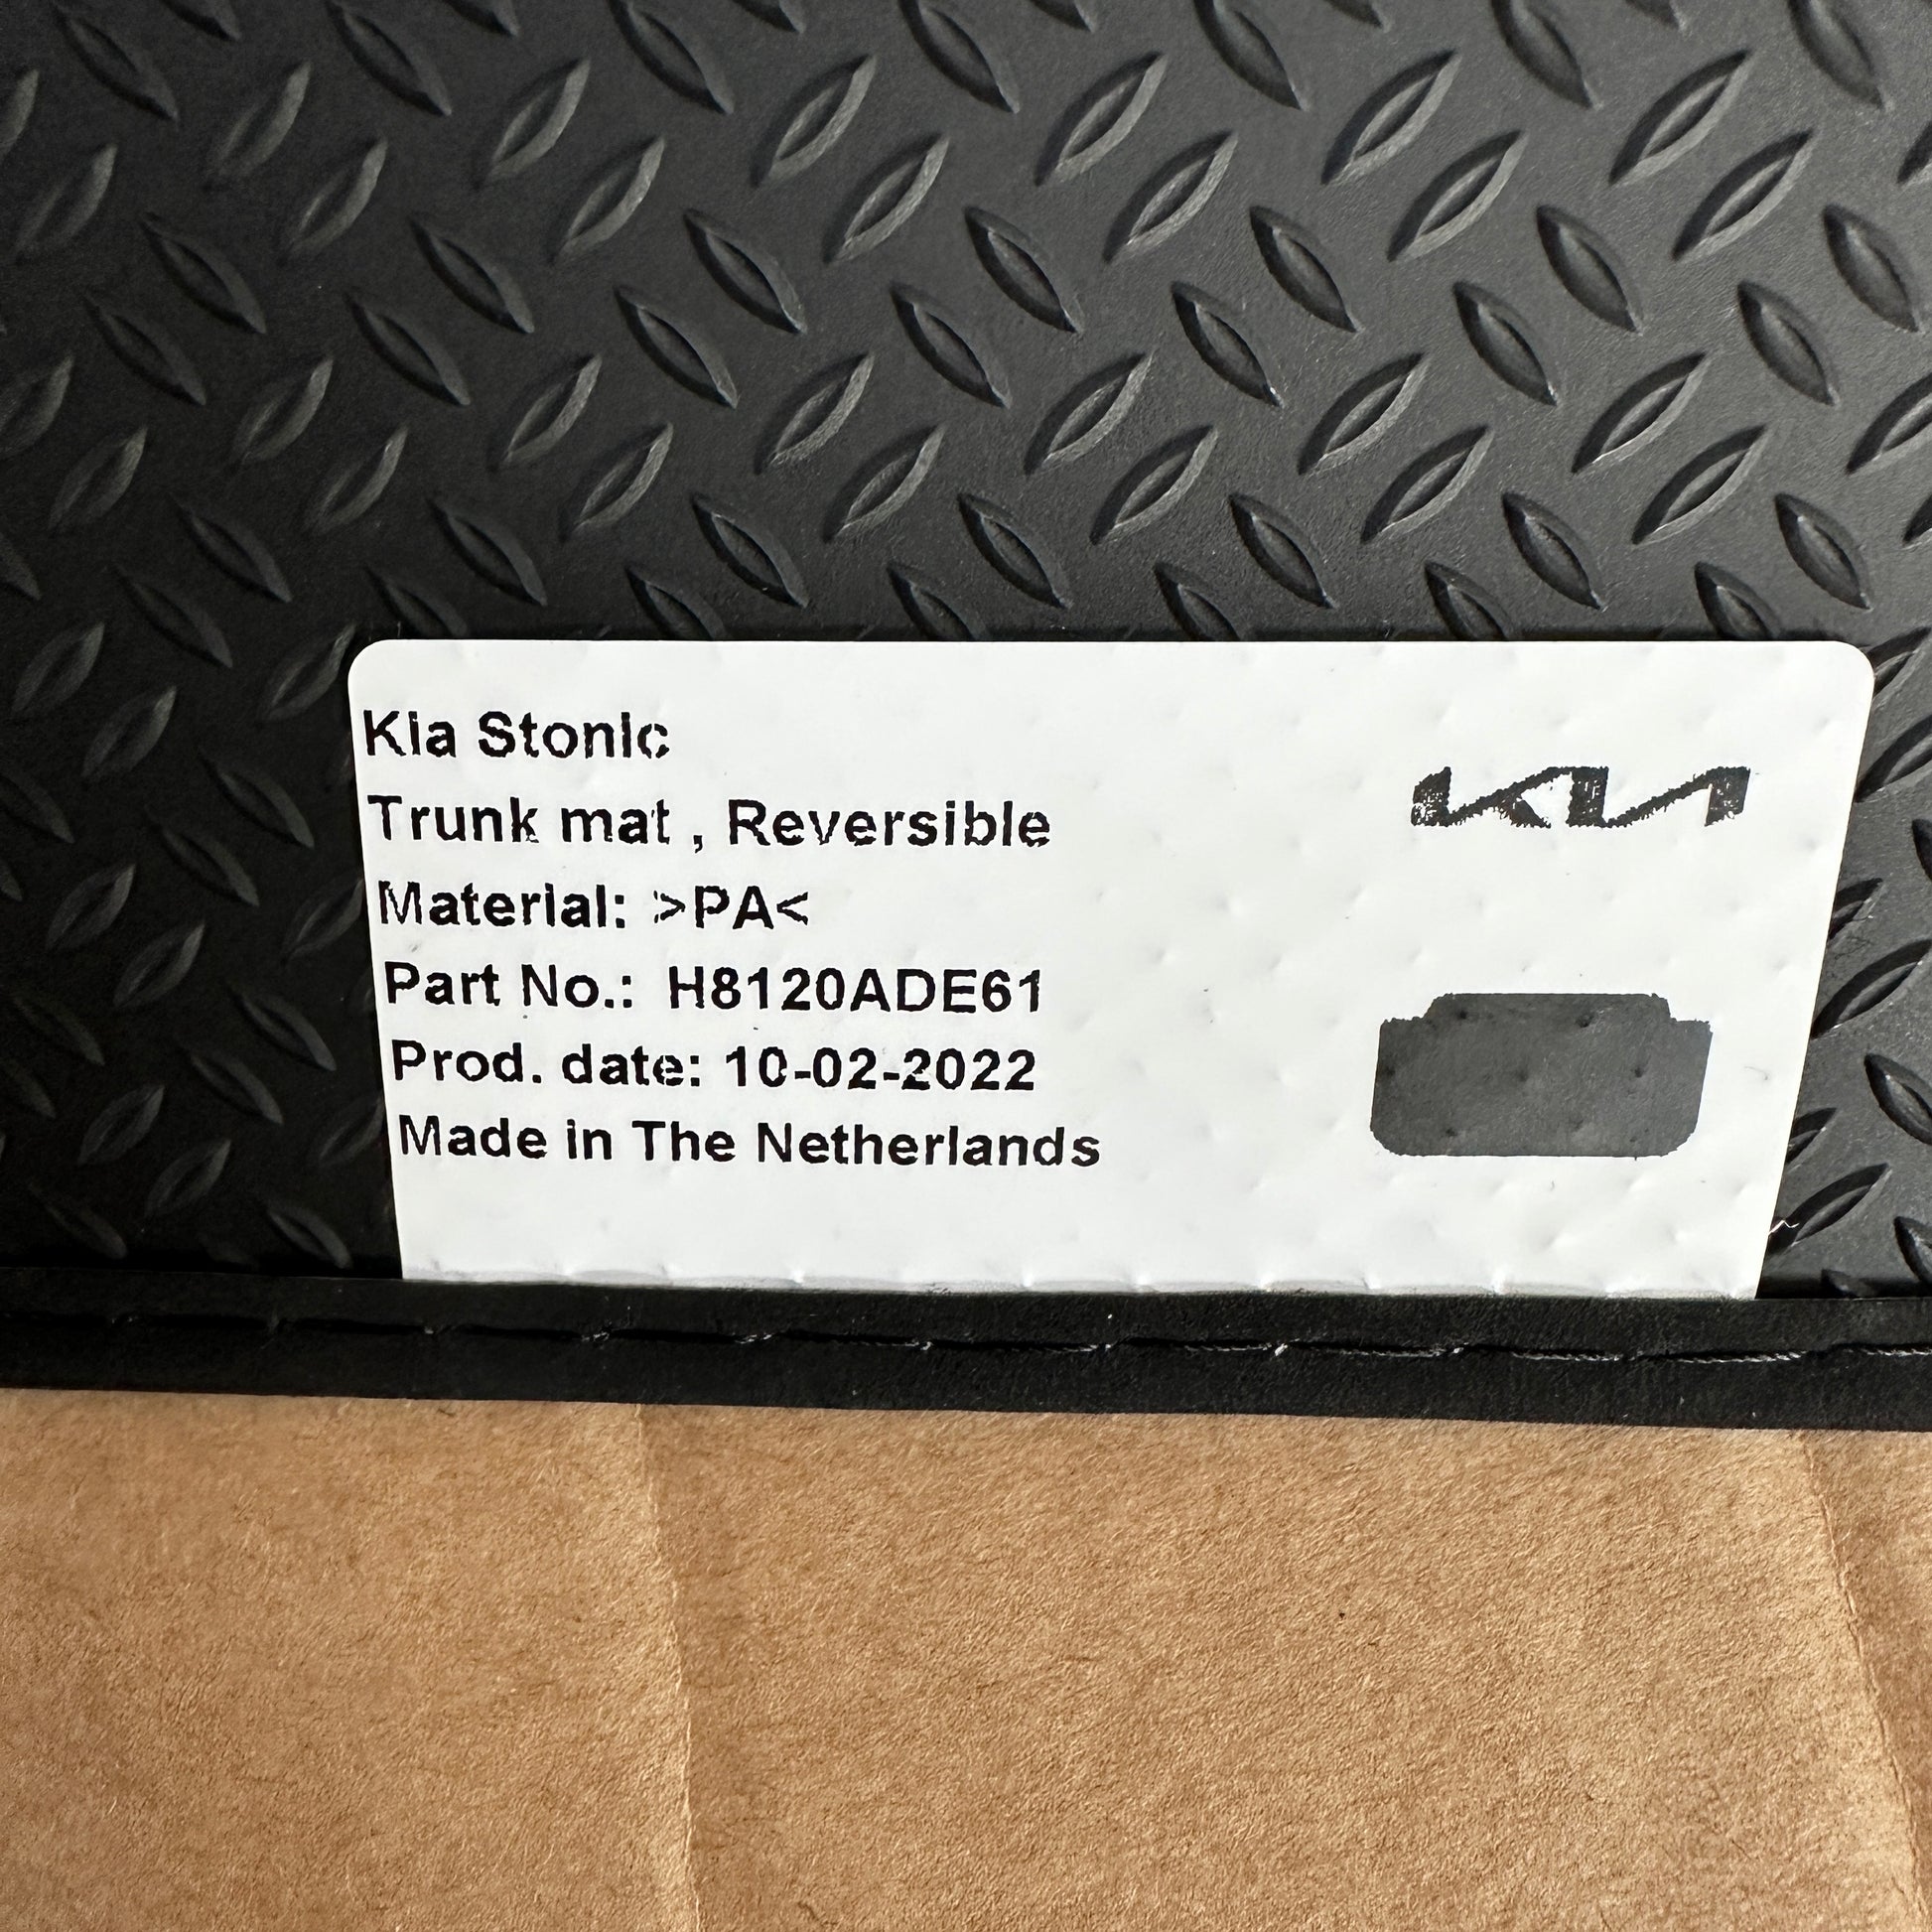 Kia Stonic
Trunk mat , Reversible
Material: >PA<
Part No.: H8120ADE61
Prod. date: 10-02-2022
Made in The Netherlands
KIA